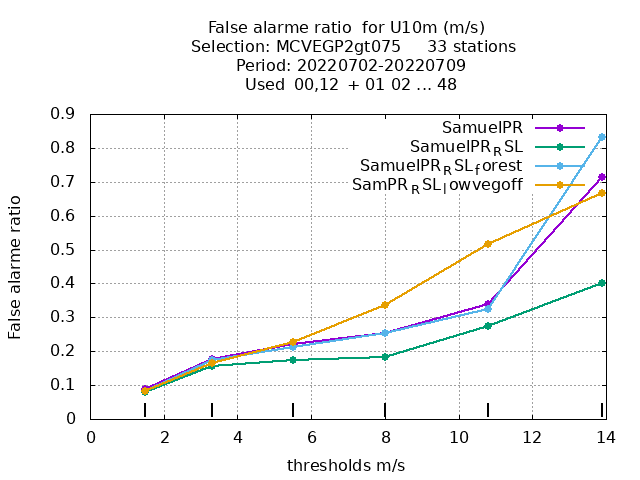 False alarme ratio  for U10m (m/s)
Selection: MCVEGP2gt075     33 stations
Period: 20220702-20220709
Used  00,12  + 01 02 ... 48
SamuelPR
SamuelPR_RSL
SamuelPR_RSL_forest
SamPR_RSL_lowvegoff
False alarme ratio
0.9
0.8
0.7
0.6
0.5
0.4
0.3
0.2
0.1
0
0 2 4 6 8 10 12 14
thresholds m/s